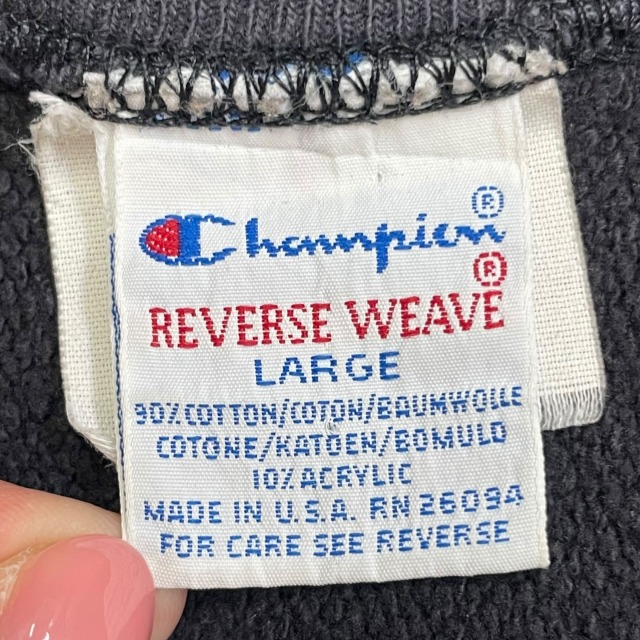 Champion ®
REVERSE WEAVE ®
LARGE
90% COTTON/COTON/BAUMWOLLE
COTONE/KATOEN/BOMULD
10% ACRYLIC
MADE IN U.S.A. RN 26094
FOR CARE SEE REVERSE